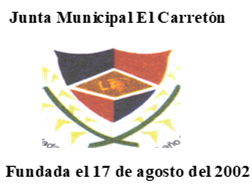 Junta Municipal El Carretón
Fundada el 17 de agosto del 2002